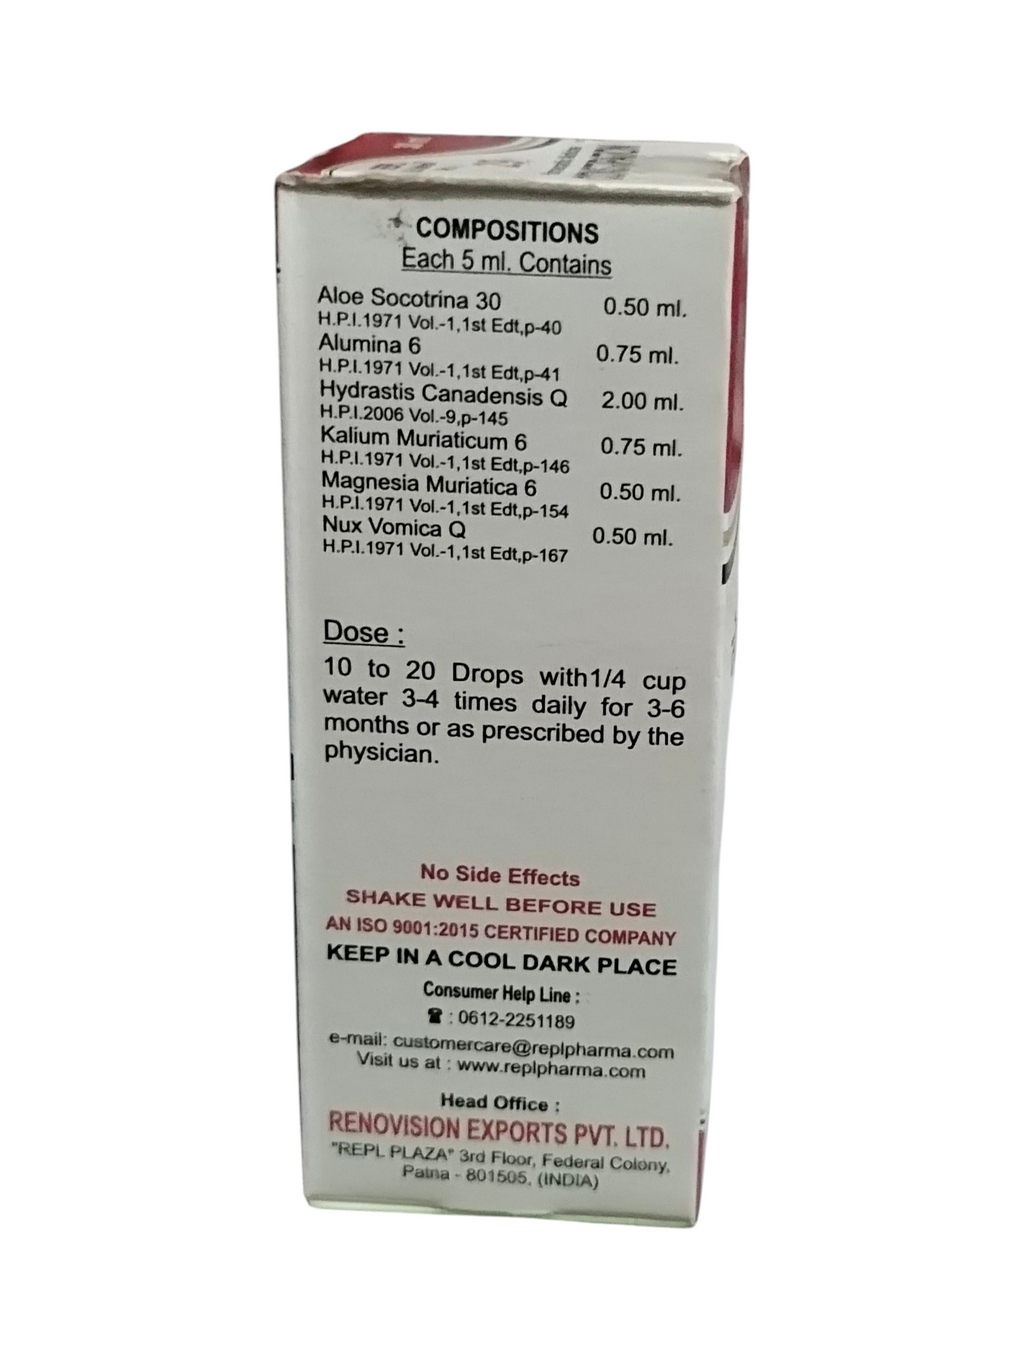 COMPOSITIONS
Each 5 ml. Contains
Aloe Socotrina 30 0.50 ml.
H.P.I.1971 Vol.-1,1st Edt,p-40
Alumina 6 0.75 ml.
H.P.I.1971 Vol.-1,1st Edt,p-41
Hydrastis Canadensis Q 2.00 ml.
H.P.I.2006 Vol.-9,p-145
Kalium Muriaticum 6 0.75 ml.
H.P.I.1971 Vol.-1,1st Edt,p-146
Magnesia Muriatica 6 0.50 ml.
H.P.I.1971 Vol.-1,1st Edt,p-154
Nux Vomica Q 0.50 ml.
H.P.I.1971 Vol.-1,1st Edt,p-167
Dose :
10 to 20 Drops with1/4 cup
water 3-4 times daily for 3-6
months or as prescribed by the
physician.
No Side Effects
SHAKE WELL BEFORE USE
AN ISO 9001:2015 CERTIFIED COMPANY
KEEP IN A COOL DARK PLACE
Consumer Help Line :
☎ : 0612-2251189
e-mail: customercare@replpharma.com
Visit us at : www.replpharma.com
Head Office :
RENOVISION EXPORTS PVT. LTD.
"REPL PLAZA" 3rd Floor, Federal Colony,
Patna - 801505, (INDIA)